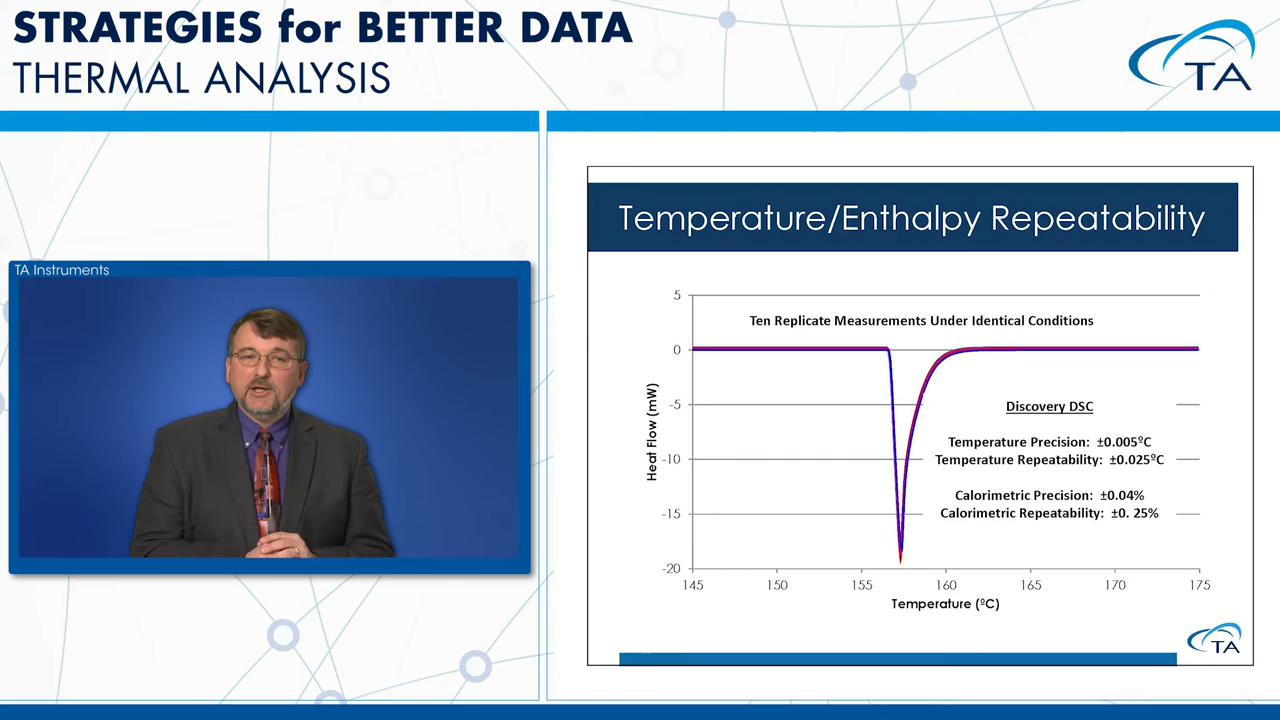 STRATEGIES for BETTER DATA
THERMAL ANALYSIS
TA
TA Instruments
Temperature/Enthalpy Repeatability
5
Ten Replicate Measurements Under Identical Conditions
0
-5
Discovery DSC
Temperature Precision: ±0.005ºC
-10
Temperature Repeatability: ±0.025ºC
Calorimetric Precision: ±0.04%
-15
Calorimetric Repeatability: ±0. 25%
-20
Heat Flow (mW)
145 150 155 160 165 170 175
Temperature (ºC)
TA